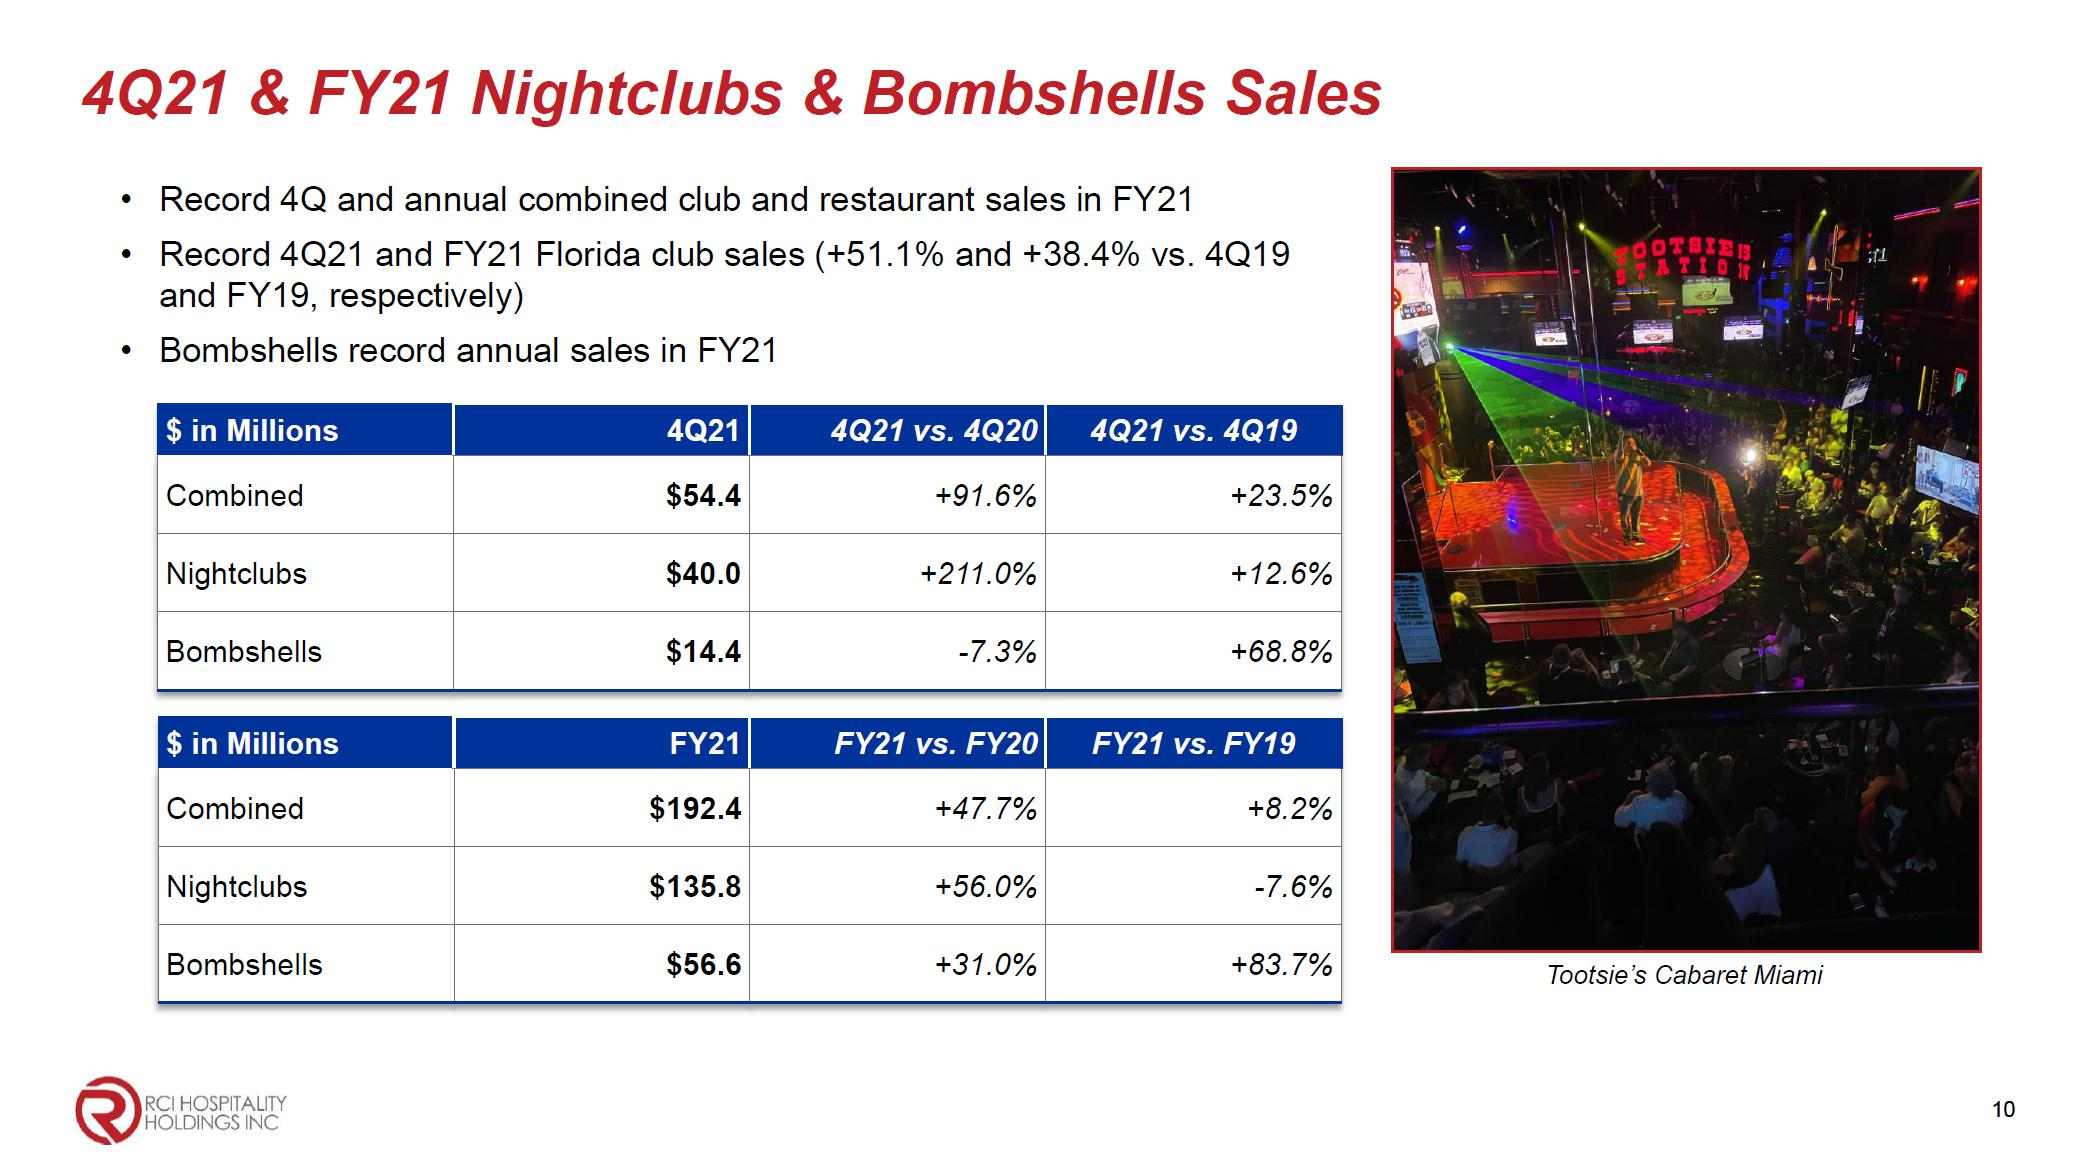 4Q21 & FY21 Nightclubs & Bombshells Sales
• Record 4Q and annual combined club and restaurant sales in FY21
• Record 4Q21 and FY21 Florida club sales (+51.1% and +38.4% vs. 4Q19
and FY19, respectively)
• Bombshells record annual sales in FY21
$ in Millions 4Q21 4Q21 vs. 4Q20 4Q21 vs. 4Q19
Combined $54.4 +91.6% +23.5%
Nightclubs $40.0 +211.0% +12.6%
Bombshells $14.4 -7.3% +68.8%
$ in Millions FY21 FY21 vs. FY20 FY21 vs. FY19
Combined $192.4 +47.7% +8.2%
Nightclubs $135.8 +56.0% -7.6%
Bombshells $56.6 +31.0% +83.7%
TOOTSIES
STATION
Tootsie’s Cabaret Miami
RCI HOSPITALITY
HOLDINGS INC
10